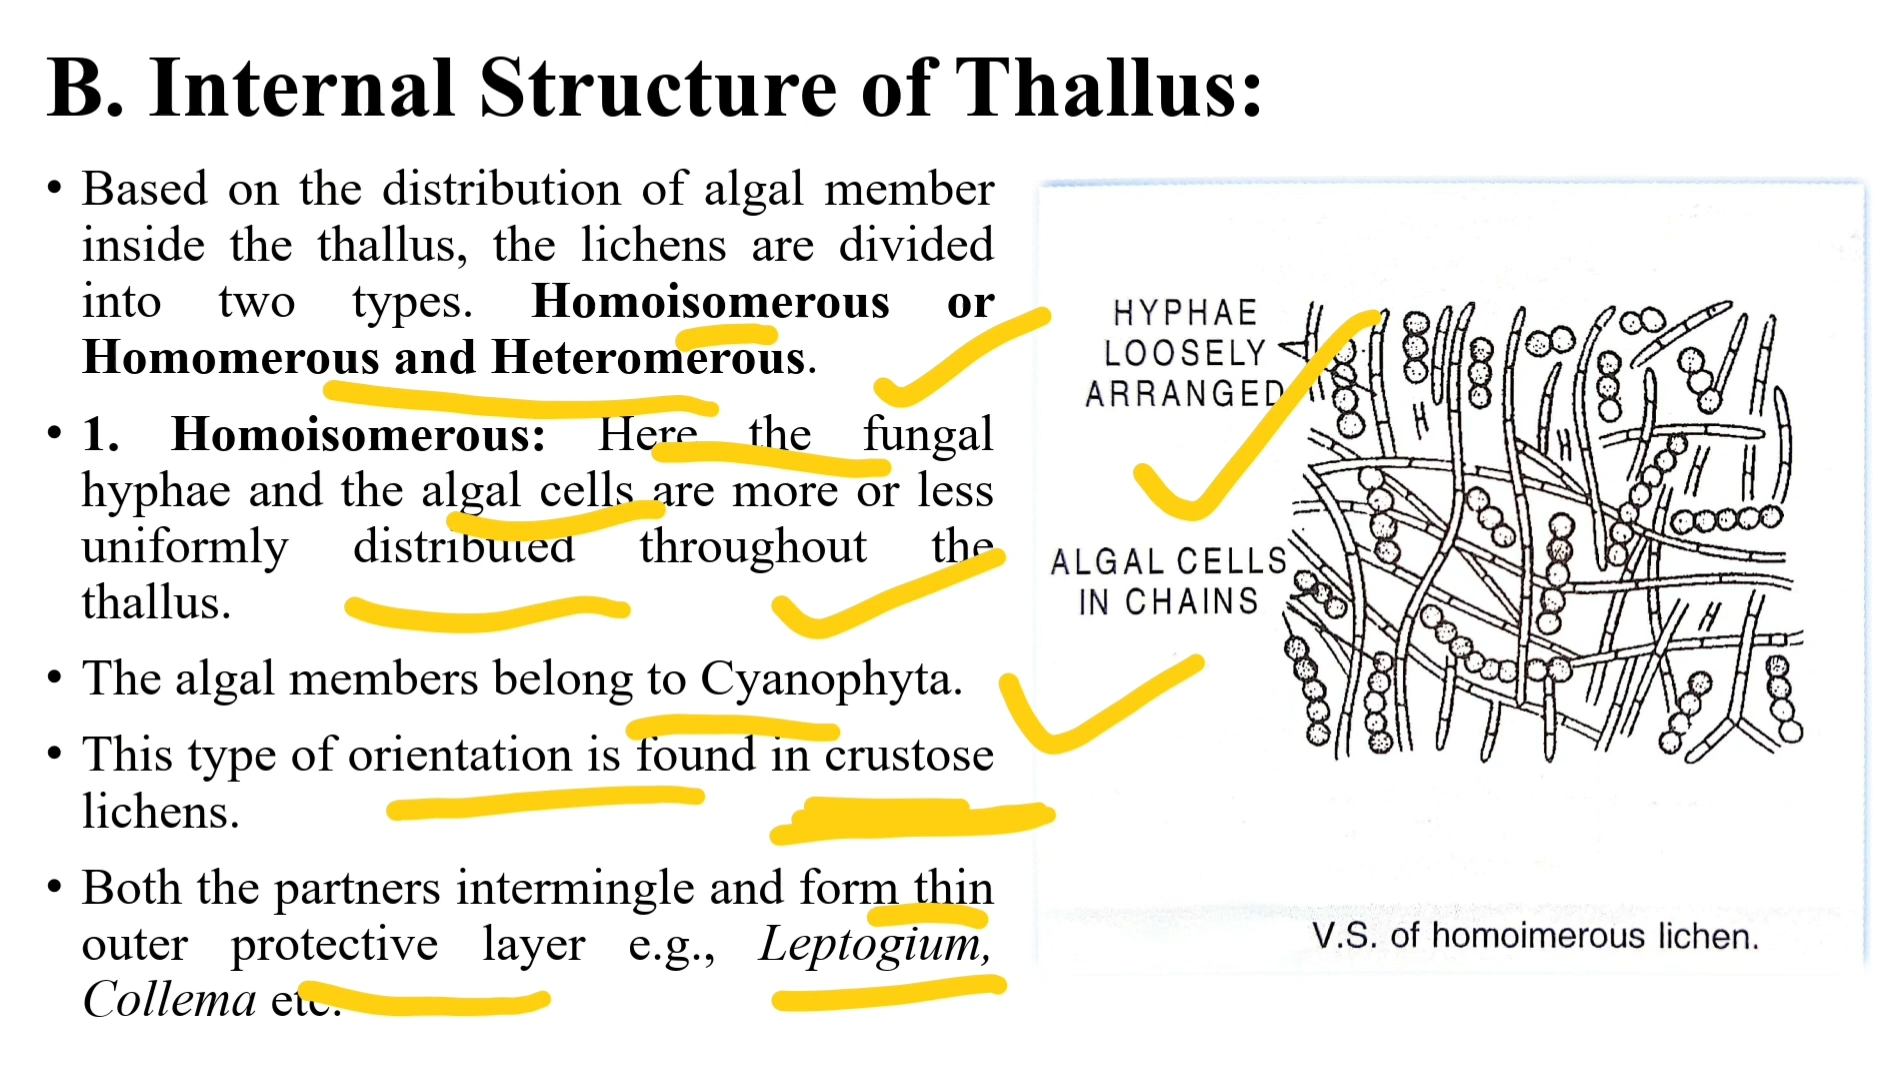 B. Internal Structure of Thallus:
• Based on the distribution of algal member
inside the thallus, the lichens are divided
into two types. Homoisomerous or
Homomerous and Heteromerous.
• 1. Homoisomerous: Here the fungal
hyphae and the algal cells are more or less
uniformly distributed throughout the
thallus.
• The algal members belong to Cyanophyta.
• This type of orientation is found in crustose
lichens.
• Both the partners intermingle and form thin
outer protective layer e.g., Leptogium,
Collema etc.
HYPHAE
LOOSELY
ARRANGED
ALGAL CELLS
IN CHAINS
V.S. of homoimerous lichen.